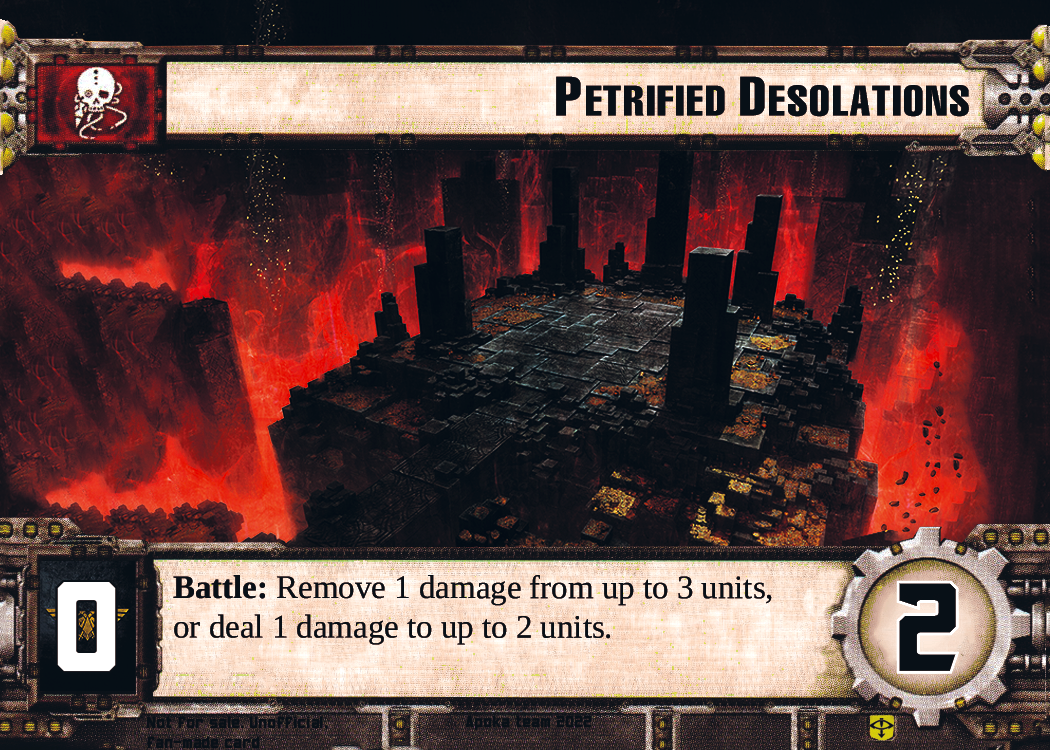 Petrified Desolations
Battle: Remove 1 damage from up to 3 units,
or deal 1 damage to up to 2 units.
0
2
Not for sale. Unofficial.
Fan-made card
Apoka team 2022